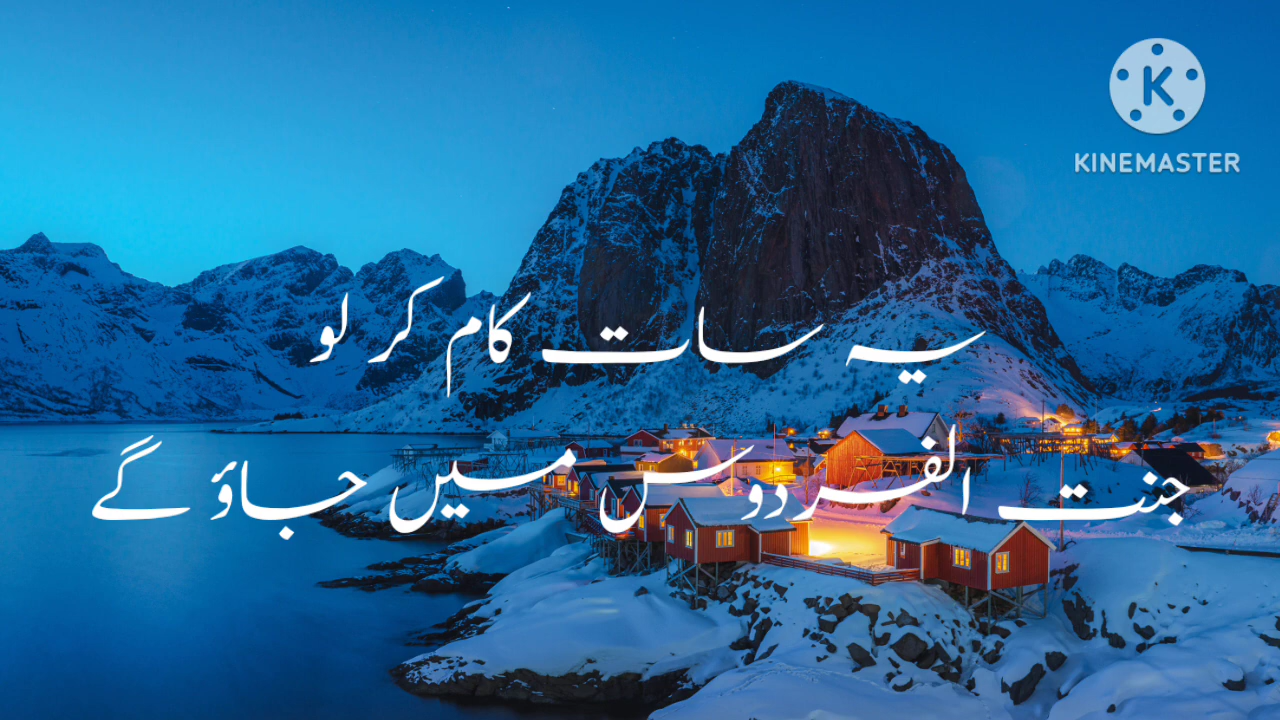 KINEMASTER
یہ سات کام کر لو
جنت الفردوس میں جاؤ گے